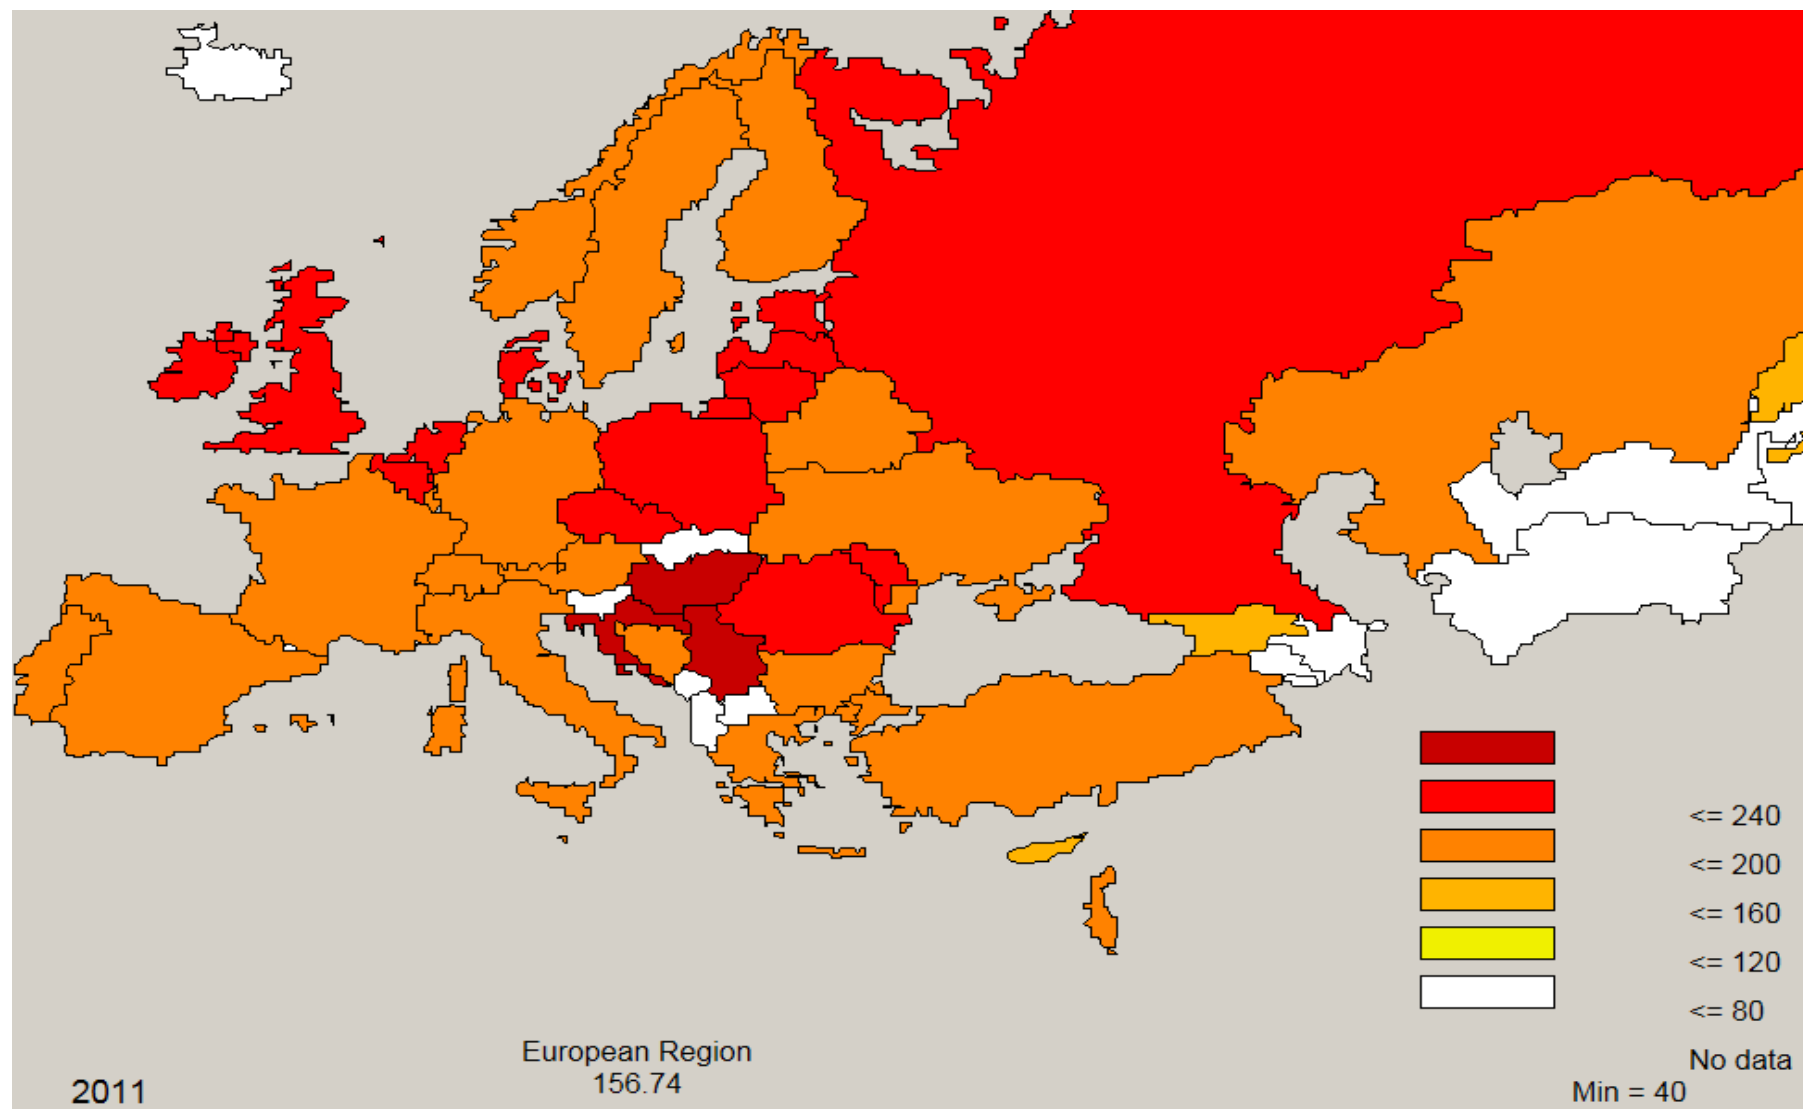 <= 240
<= 200
<= 160
<= 120
<= 80
No data
European Region
156.74
2011
Min = 40